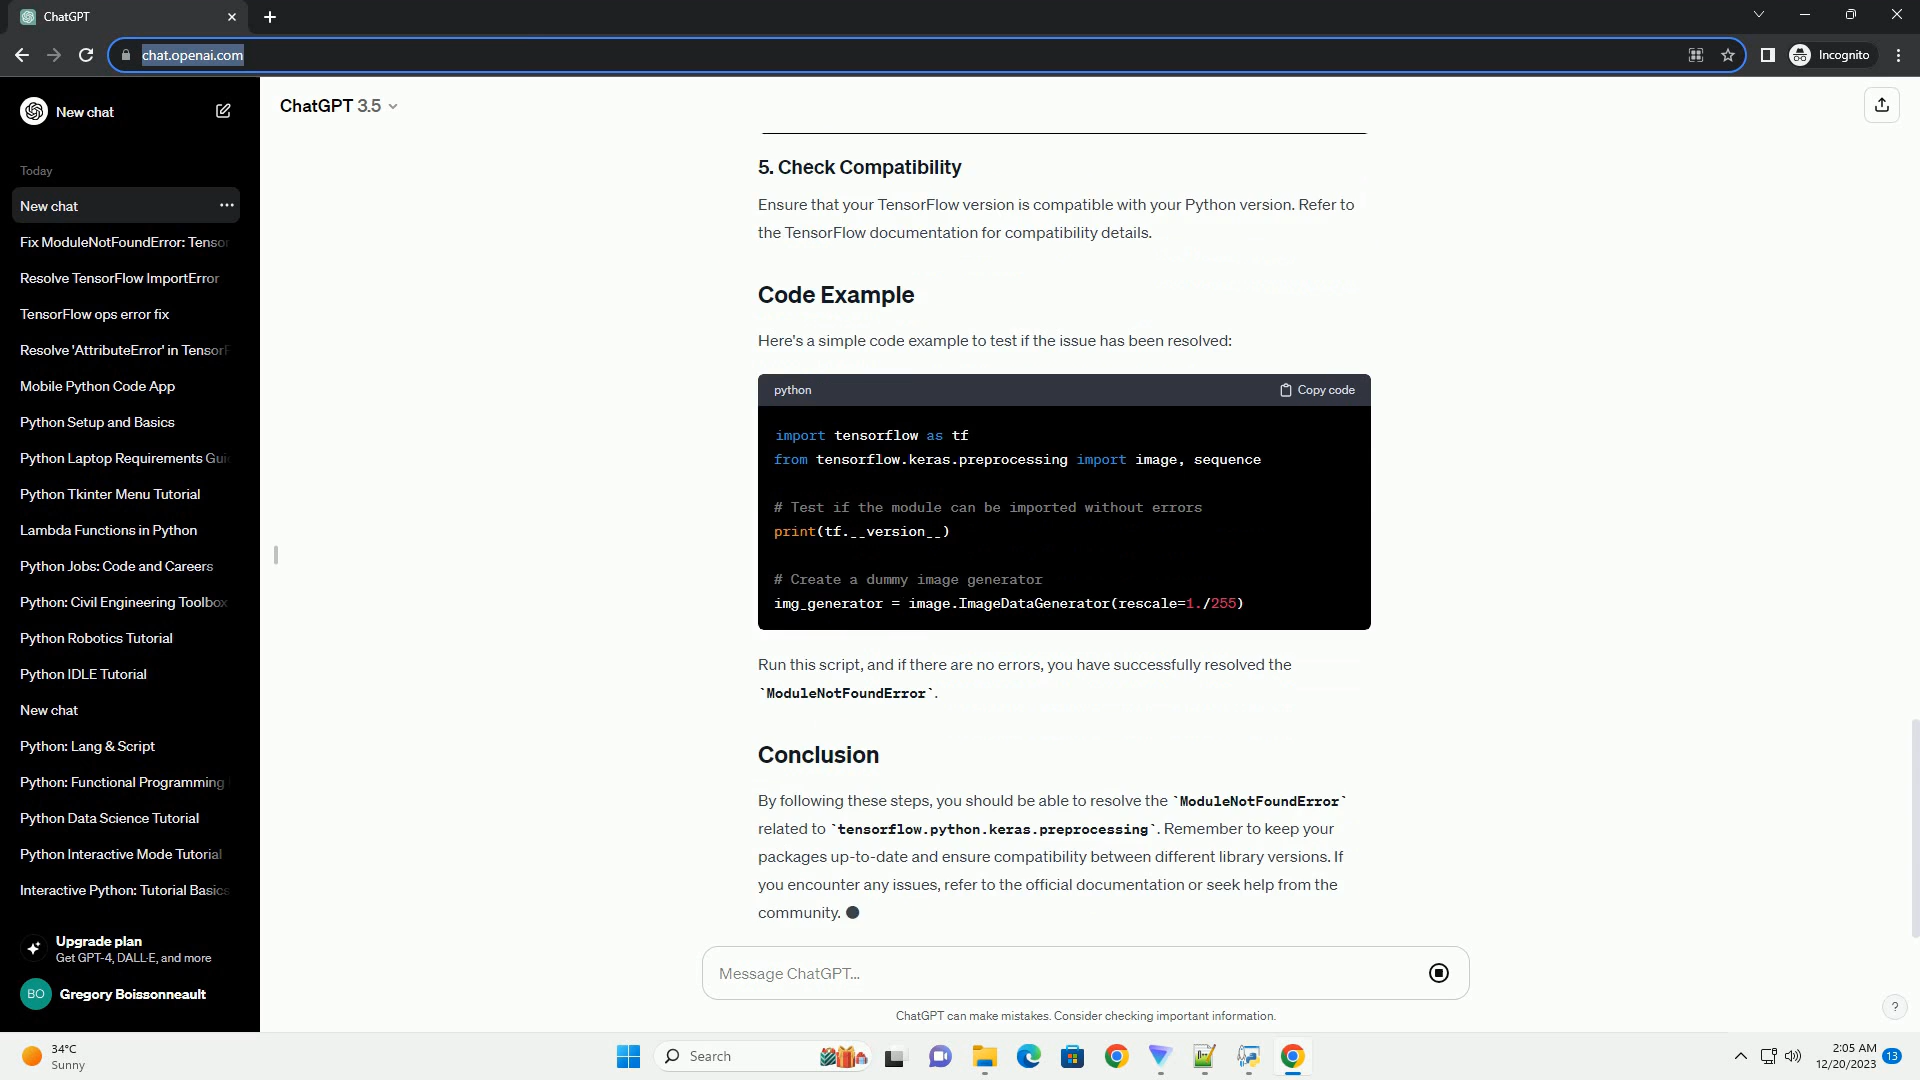 ChatGPT
chat.openai.com
Incognito
New chat
ChatGPT 3.5
Today
New chat
Fix ModuleNotFoundError: Tensor
Resolve TensorFlow ImportError
TensorFlow ops error fix
Resolve 'AttributeError' in TensorF
Mobile Python Code App
Python Setup and Basics
Python Laptop Requirements Gui
Python Tkinter Menu Tutorial
Lambda Functions in Python
Python Jobs: Code and Careers
Python: Civil Engineering Toolbox
Python Robotics Tutorial
Python IDLE Tutorial
New chat
Python: Lang & Script
Python: Functional Programming
Python Data Science Tutorial
Python Interactive Mode Tutorial
Interactive Python: Tutorial Basics
Upgrade plan
Get GPT-4, DALL·E, and more
BO
Gregory Boissonneault
5. Check Compatibility
Ensure that your TensorFlow version is compatible with your Python version. Refer to
the TensorFlow documentation for compatibility details.
Code Example
Here's a simple code example to test if the issue has been resolved:
python
Copy code
import tensorflow as tf
from tensorflow.keras.preprocessing import image, sequence
# Test if the module can be imported without errors
print(tf.__version__)
# Create a dummy image generator
img_generator = image.ImageDataGenerator(rescale=1./255)
Run this script, and if there are no errors, you have successfully resolved the
`ModuleNotFoundError`.
Conclusion
By following these steps, you should be able to resolve the `ModuleNotFoundError`
related to `tensorflow.python.keras.preprocessing`. Remember to keep your
packages up-to-date and ensure compatibility between different library versions. If
you encounter any issues, refer to the official documentation or seek help from the
community.
Message ChatGPT...
ChatGPT can make mistakes. Consider checking important information.
?
34°C
Sunny
Search
2:05 AM
12/20/2023
13